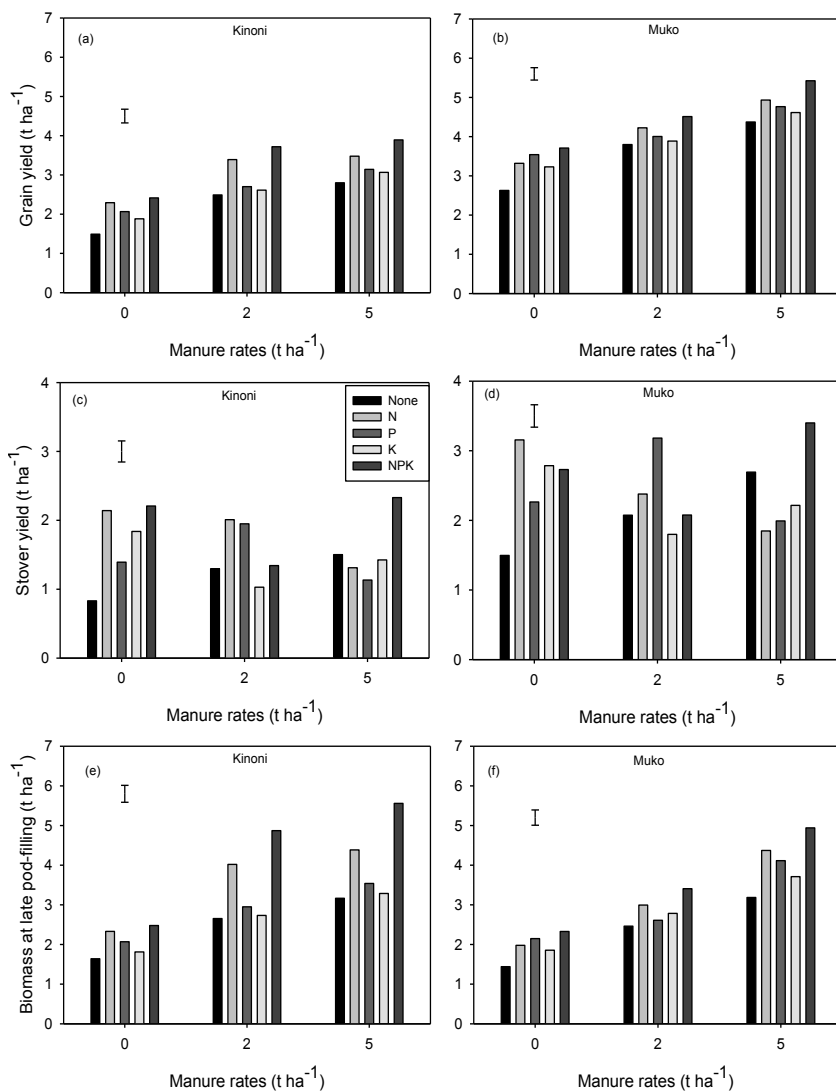 (a)
Kinoni
7
6
5
4
3
2
1
0
Grain yield (t ha-1)
0 2 5
Manure rates (t ha-1)
(b)
Muko
7
6
5
4
3
2
1
0
0 2 5
Manure rates (t ha-1)
(c)
Kinoni
4
3
2
1
0
Stover yield (t ha-1)
None
N
P
K
NPK
0 2 5
Manure rates (t ha-1)
(d)
Muko
4
3
2
1
0
0 2 5
Manure rates (t ha-1)
(e)
Kinoni
7
6
5
4
3
2
1
0
Biomass at late pod-filling (t ha-1)
0 2 5
Manure rates (t ha-1)
(f)
Muko
7
6
5
4
3
2
1
0
0 2 5
Manure rates (t ha-1)